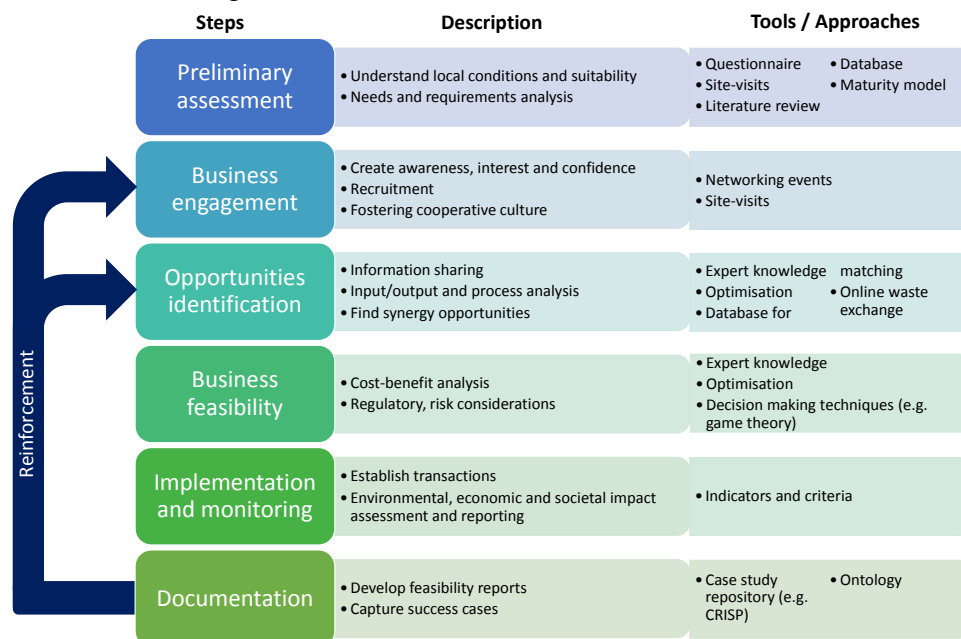 Steps
Description
Tools / Approaches
Preliminary
assessment
• Understand local conditions and suitability
• Needs and requirements analysis
• Questionnaire
• Site-visits
• Literature review
• Database
• Maturity model
Business
engagement
• Create awareness, interest and confidence
• Recruitment
• Fostering cooperative culture
• Networking events
• Site-visits
Opportunities
identification
• Information sharing
• Input/output and process analysis
• Find synergy opportunities
• Expert knowledge
• Optimisation
• Database for
matching
• Online waste
exchange
Business
feasibility
• Cost-benefit analysis
• Regulatory, risk considerations
• Expert knowledge
• Optimisation
• Decision making techniques (e.g.
game theory)
Implementation
and monitoring
• Establish transactions
• Environmental, economic and societal impact
assessment and reporting
• Indicators and criteria
Documentation
• Develop feasibility reports
• Capture success cases
• Case study
repository (e.g.
CRISP)
• Ontology
Reinforcement